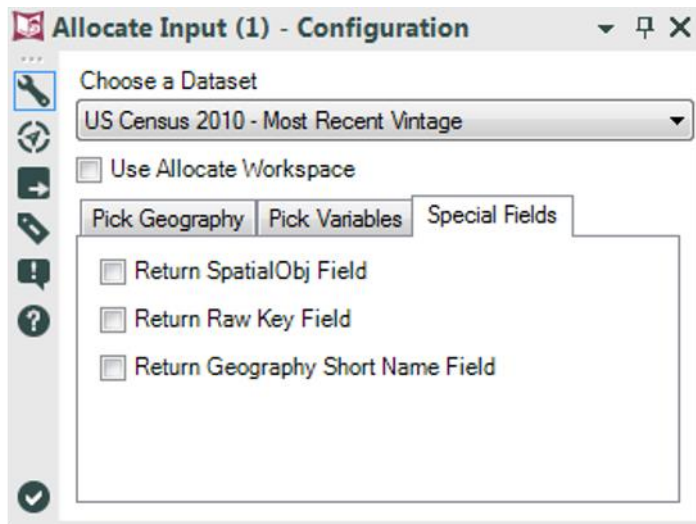 Allocate Input (1) - Configuration
Choose a Dataset
US Census 2010 - Most Recent Vintage
Use Allocate Workspace
Pick Geography Pick Variables Special Fields
Return SpatialObj Field
Return Raw Key Field
Return Geography Short Name Field